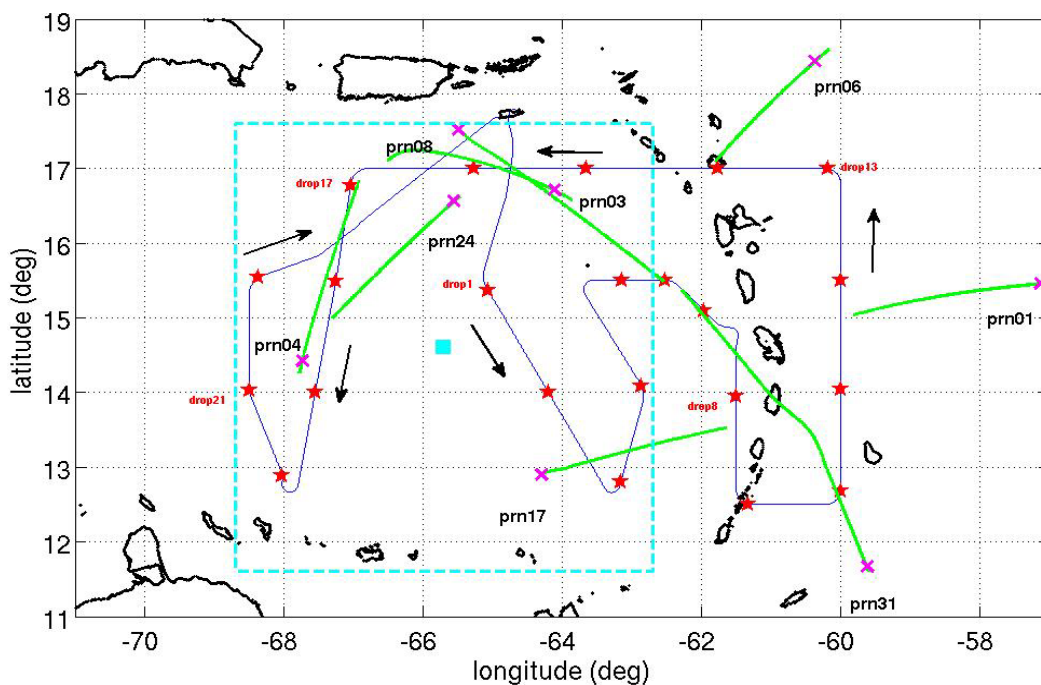 19
18
17
16
15
14
13
12
11
latitude (deg)
prn06
prn08
drop17
drop13
prn03
prn24
drop1
prn01
prn04
drop21
drop8
prn17
prn31
-70
-68
-66
-64
-62
-60
-58
longitude (deg)